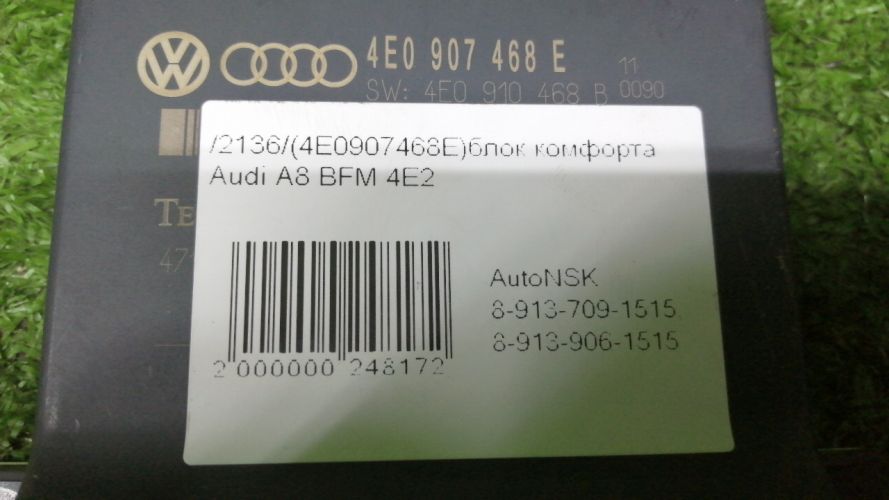 4E0 907 468 E 11
SW: 4E0 910 468 B 0090
/2136/(4E0907468E)блок комфорта
Audi A8 BFM 4E2
AutoNSK
8-913-709-1515
8-913-906-1515
2 000000 248172